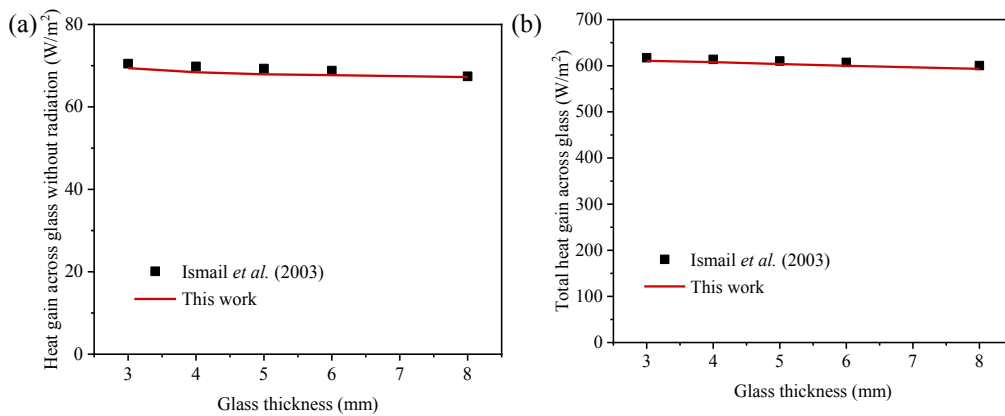 (a)
Heat gain across glass without radiation (W/m²)
80
60
40
20
0
Ismail et al. (2003)
This work
3 4 5 6 7 8
Glass thickness (mm)
(b)
Total heat gain across glass (W/m²)
700
600
500
400
300
200
100
0
Ismail et al. (2003)
This work
3 4 5 6 7 8
Glass thickness (mm)